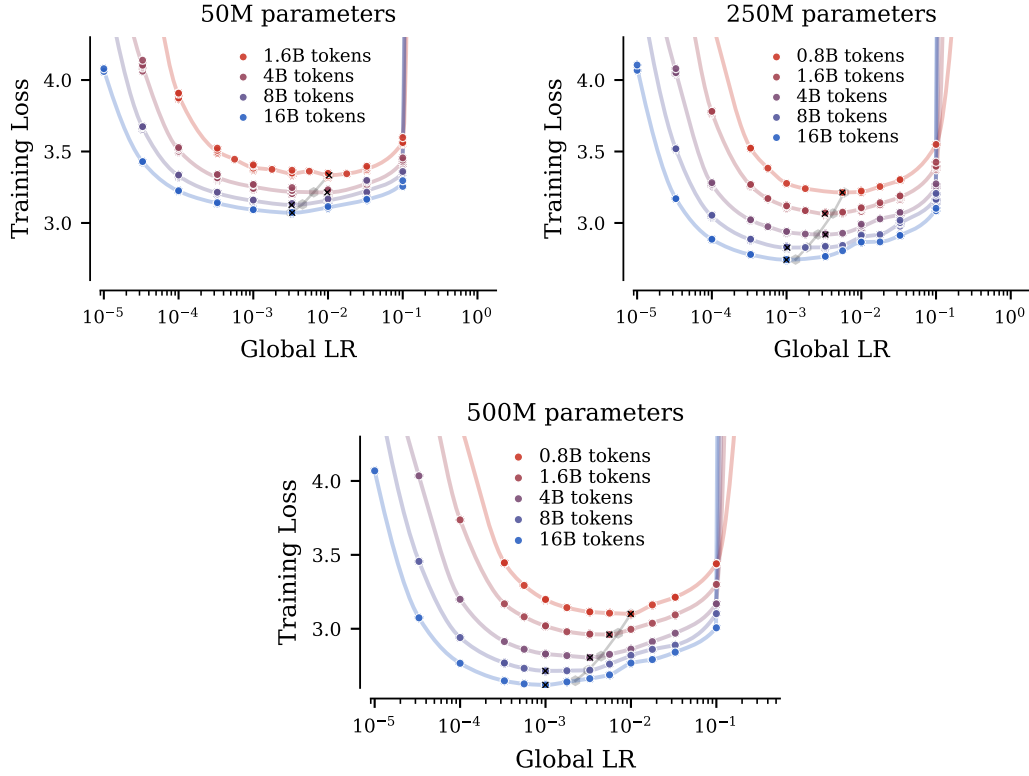 50M parameters
Training Loss
4.0
3.5
3.0
1.6B tokens
4B tokens
8B tokens
16B tokens
10⁻⁵ 10⁻⁴ 10⁻³ 10⁻² 10⁻¹ 10⁰
Global LR
250M parameters
Training Loss
4.0
3.5
3.0
0.8B tokens
1.6B tokens
4B tokens
8B tokens
16B tokens
10⁻⁵ 10⁻⁴ 10⁻³ 10⁻² 10⁻¹ 10⁰
Global LR
500M parameters
Training Loss
4.0
3.5
3.0
0.8B tokens
1.6B tokens
4B tokens
8B tokens
16B tokens
10⁻⁵ 10⁻⁴ 10⁻³ 10⁻² 10⁻¹
Global LR